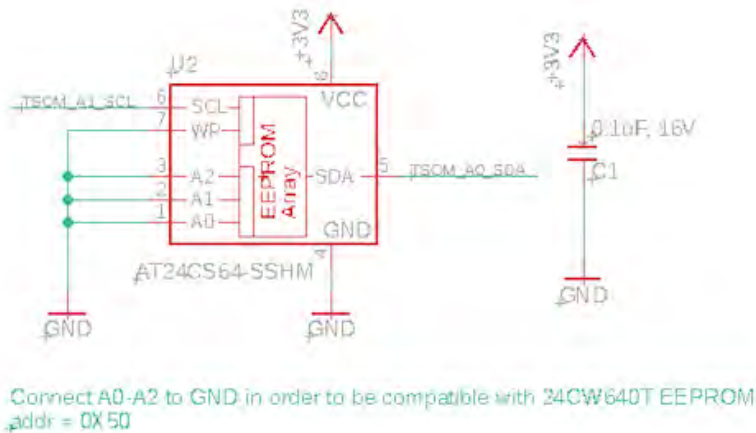 +3V3
U2
TSOM_A1_SCL
6
SCL
7
WP
3
A2
2
A1
1
A0
EEPROM
Array
8
VCC
SDA
5
TSOM_A0_SDA
GND
4
AT24CS64-SSHM
GND
GND
+3V3
0.1uF, 16V
C1
GND
Connect A0-A2 to GND in order to be compatible with 24CW640T EEPROM
addr = 0X50